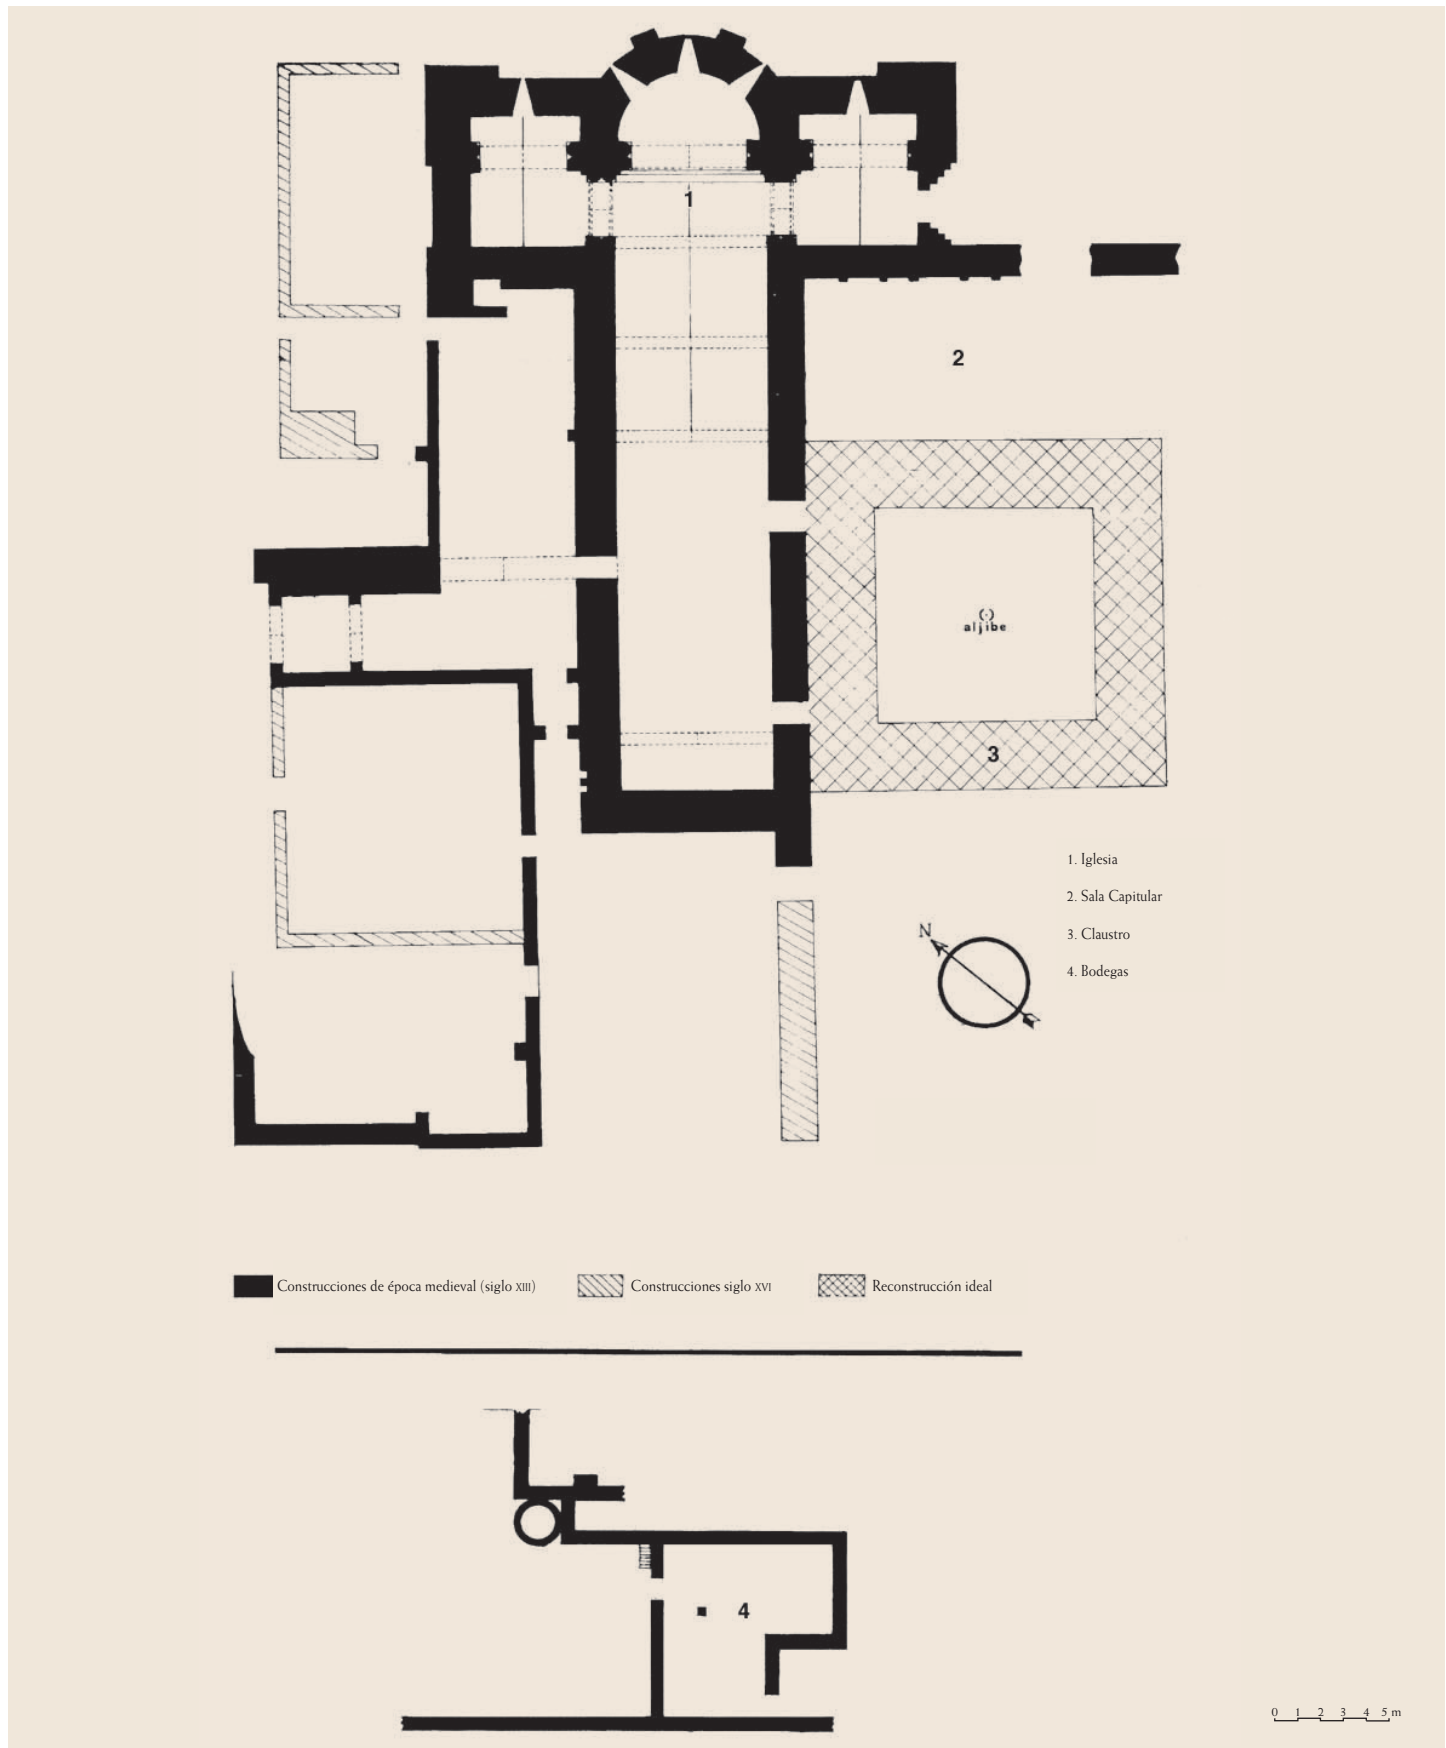 1
2
(·)
aljibe
3
1. Iglesia
2. Sala Capitular
3. Claustro
4. Bodegas
N
Construcciones de época medieval (siglo XIII) Construcciones siglo XVI Reconstrucción ideal
4
0 1 2 3 4 5 m